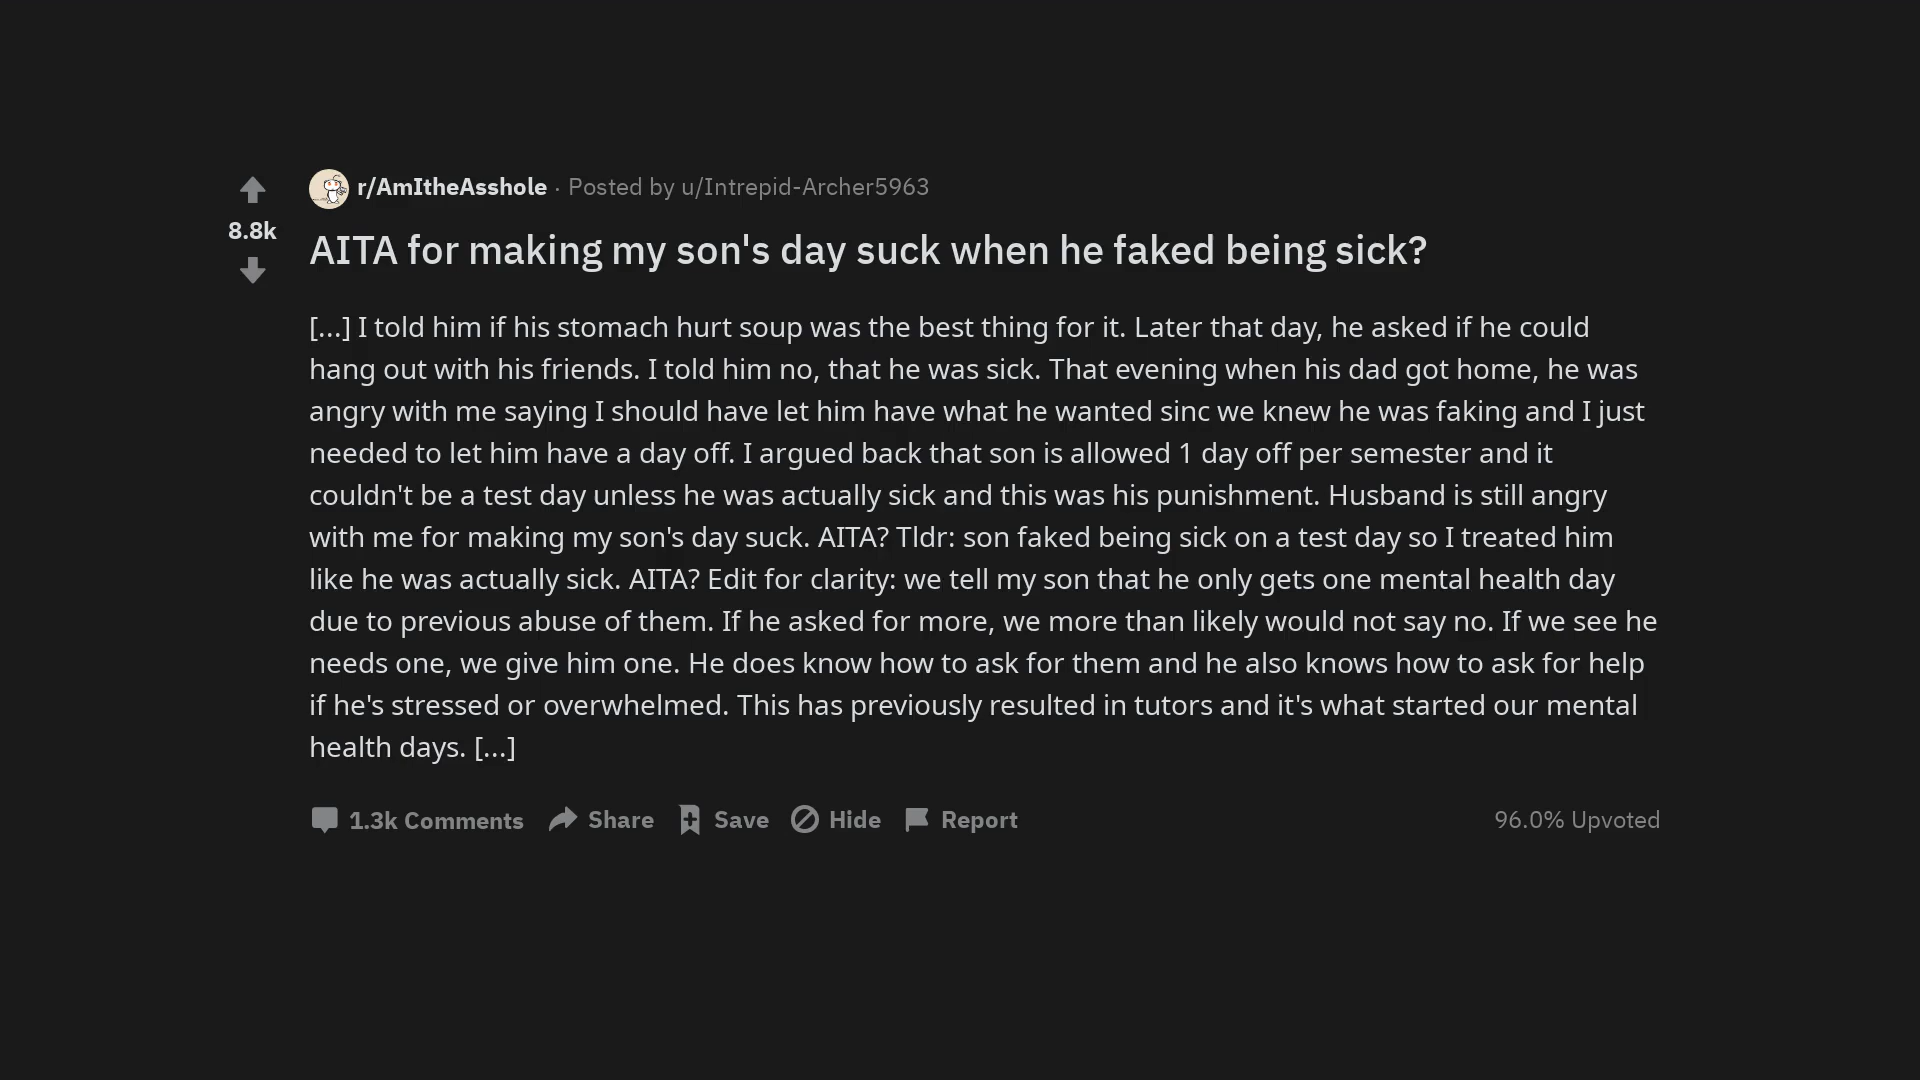 r/AmItheAsshole · Posted by u/Intrepid-Archer5963
8.8k
AITA for making my son's day suck when he faked being sick?
[...] I told him if his stomach hurt soup was the best thing for it. Later that day, he asked if he could
hang out with his friends. I told him no, that he was sick. That evening when his dad got home, he was
angry with me saying I should have let him have what he wanted sinc we knew he was faking and I just
needed to let him have a day off. I argued back that son is allowed 1 day off per semester and it
couldn't be a test day unless he was actually sick and this was his punishment. Husband is still angry
with me for making my son's day suck. AITA? Tldr: son faked being sick on a test day so I treated him
like he was actually sick. AITA? Edit for clarity: we tell my son that he only gets one mental health day
due to previous abuse of them. If he asked for more, we more than likely would not say no. If we see he
needs one, we give him one. He does know how to ask for them and he also knows how to ask for help
if he's stressed or overwhelmed. This has previously resulted in tutors and it's what started our mental
health days. [...]
1.3k Comments Share Save Hide Report 96.0% Upvoted